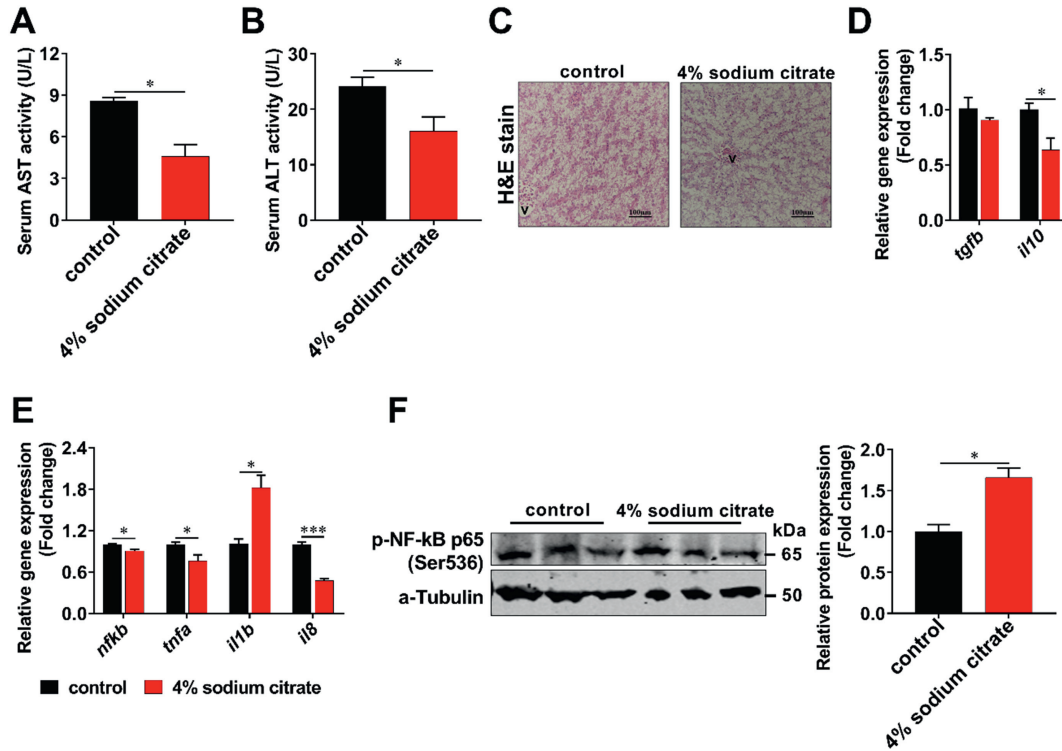 A
Serum AST activity (U/L)
9
6
3
0
*
control
4% sodium citrate
B
Serum ALT activity (U/L)
30
20
10
0
*
control
4% sodium citrate
C
control
4% sodium citrate
H&E stain
v
100um
v
100um
D
Relative gene expression
(Fold change)
1.5
1.0
0.5
0.0
*
tgfb
il10
E
Relative gene expression
(Fold change)
2.4
1.8
1.2
0.6
0.0
*
*
*
***
nfkb
tnfa
il1b
il8
control
4% sodium citrate
F
control
4% sodium citrate
kDa
p-NF-kB p65
(Ser536)
65
a-Tubulin
50
Relative protein expression
(Fold change)
2.0
1.5
1.0
0.5
0.0
*
control
4% sodium citrate